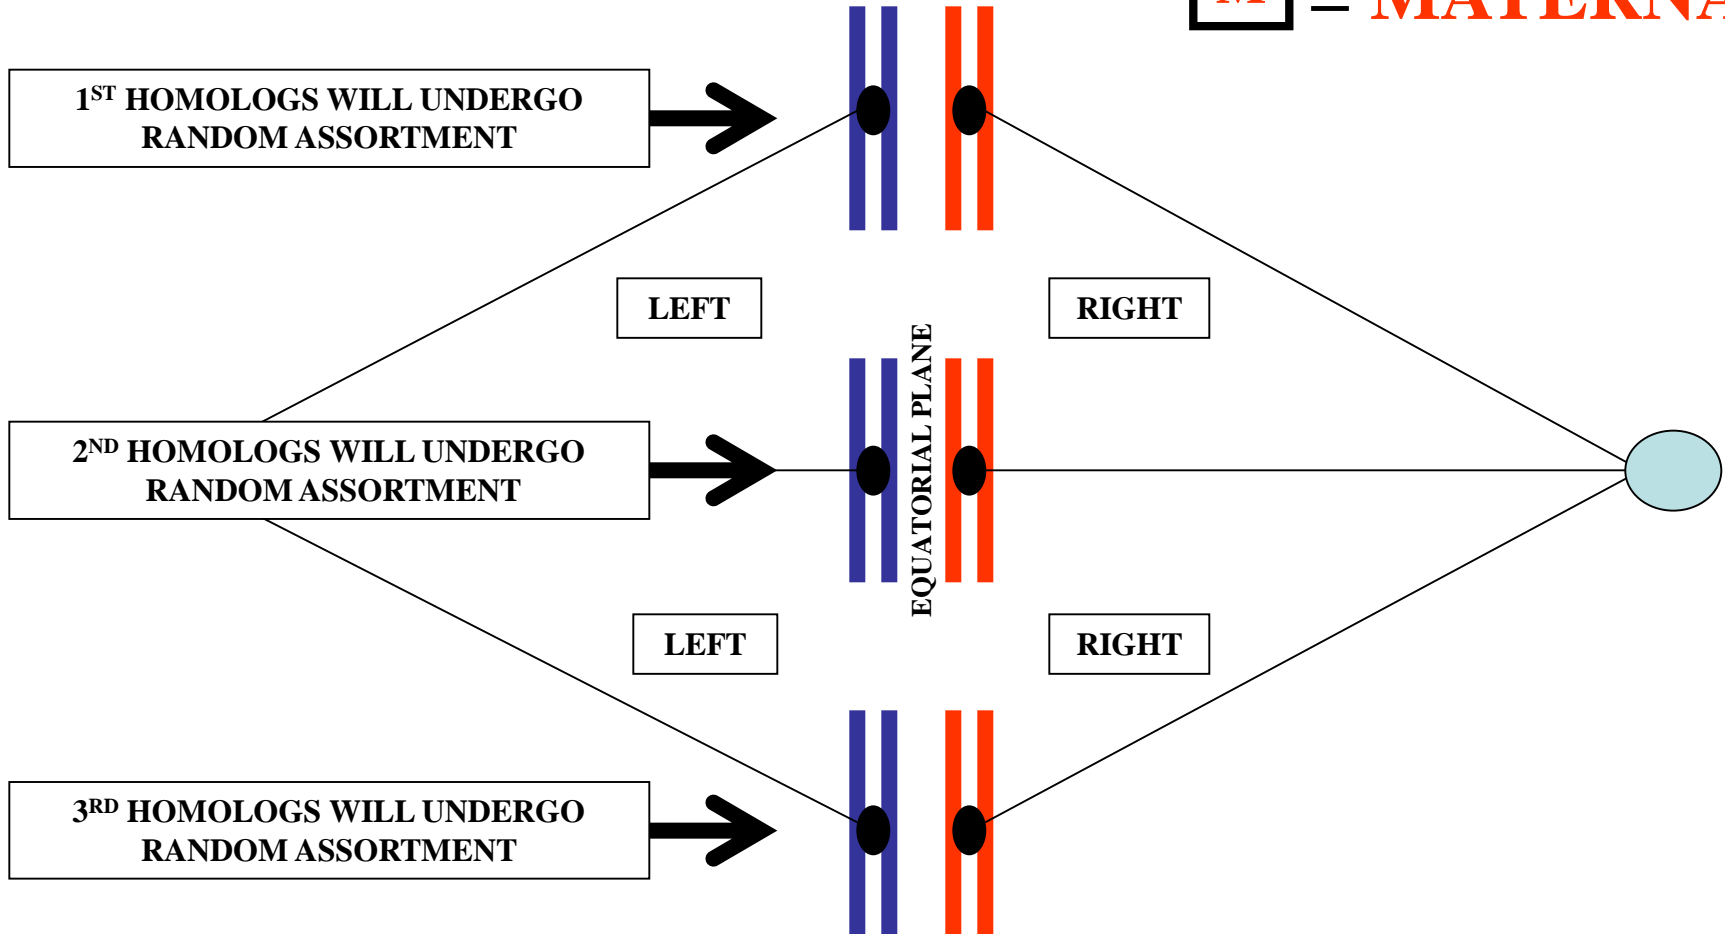 = MATERNA
1ST HOMOLOGS WILL UNDERGO
RANDOM ASSORTMENT
LEFT
RIGHT
EQUATORIAL PLANE
2ND HOMOLOGS WILL UNDERGO
RANDOM ASSORTMENT
LEFT
RIGHT
3RD HOMOLOGS WILL UNDERGO
RANDOM ASSORTMENT